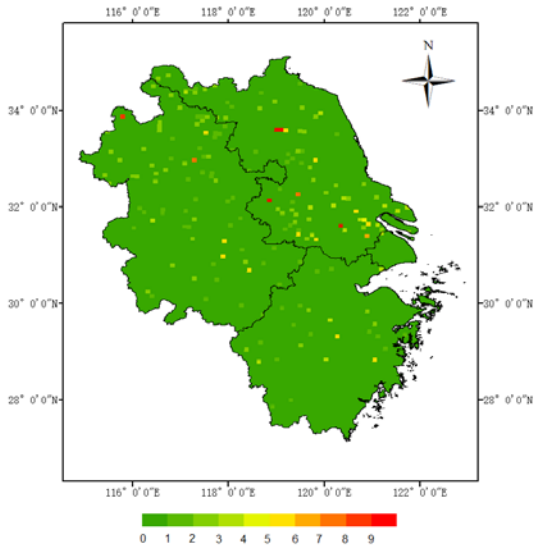 116° 0′0″E 118° 0′0″E 120° 0′0″E 122° 0′0″E
N
34° 0′0″N 34° 0′0″N
32° 0′0″N 32° 0′0″N
30° 0′0″N 30° 0′0″N
28° 0′0″N 28° 0′0″N
116° 0′0″E 118° 0′0″E 120° 0′0″E 122° 0′0″E
0 1 2 3 4 5 6 7 8 9